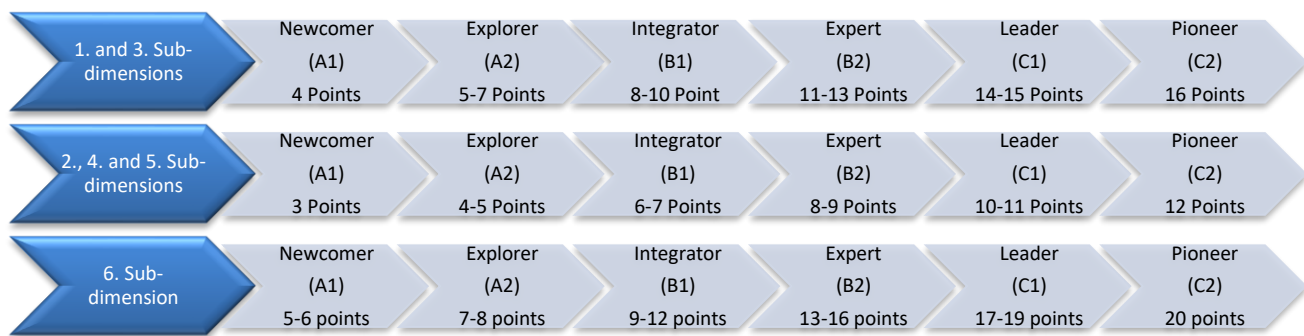 1. and 3. Sub-
dimensions
Newcomer
(A1)
4 Points
Explorer
(A2)
5-7 Points
Integrator
(B1)
8-10 Point
Expert
(B2)
11-13 Points
Leader
(C1)
14-15 Points
Pioneer
(C2)
16 Points
2., 4. and 5. Sub-
dimensions
Newcomer
(A1)
3 Points
Explorer
(A2)
4-5 Points
Integrator
(B1)
6-7 Points
Expert
(B2)
8-9 Points
Leader
(C1)
10-11 Points
Pioneer
(C2)
12 Points
6. Sub-
dimension
Newcomer
(A1)
5-6 points
Explorer
(A2)
7-8 points
Integrator
(B1)
9-12 points
Expert
(B2)
13-16 points
Leader
(C1)
17-19 points
Pioneer
(C2)
20 points